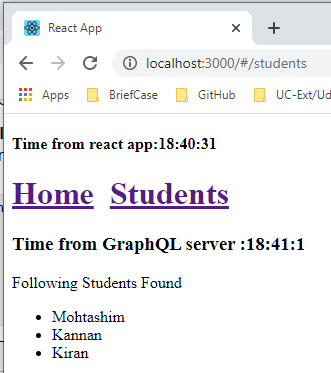 React App
localhost:3000/#/students
Apps BriefCase GitHub UC-Ext/Ud
Time from react app:18:40:31
Home Students
Time from GraphQL server :18:41:1
Following Students Found
Mohtashim
Kannan
Kiran